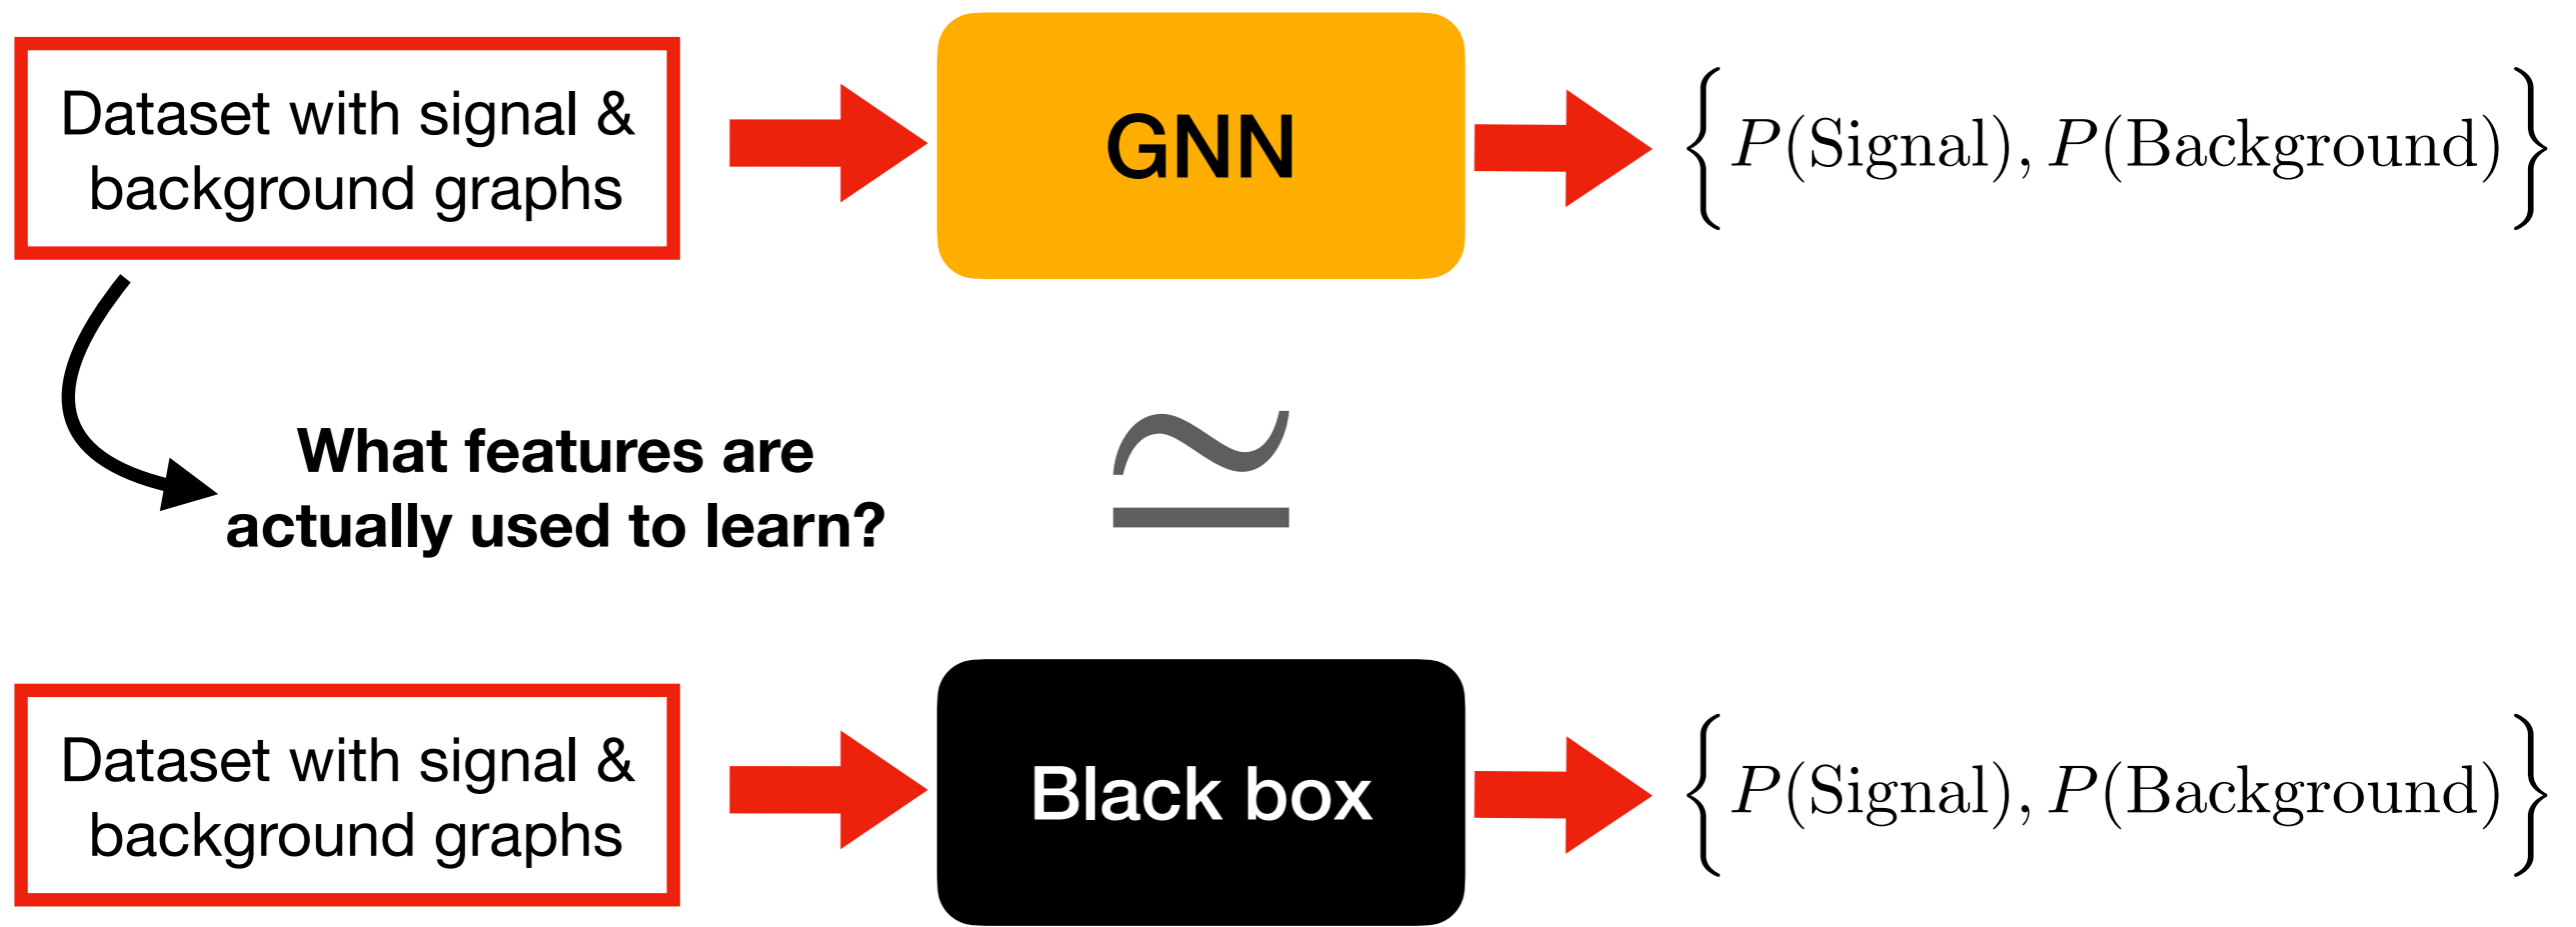 Dataset with signal &
background graphs
GNN
{P(Signal), P(Background)}
What features are
actually used to learn?
≃
Dataset with signal &
background graphs
Black box
{P(Signal), P(Background)}